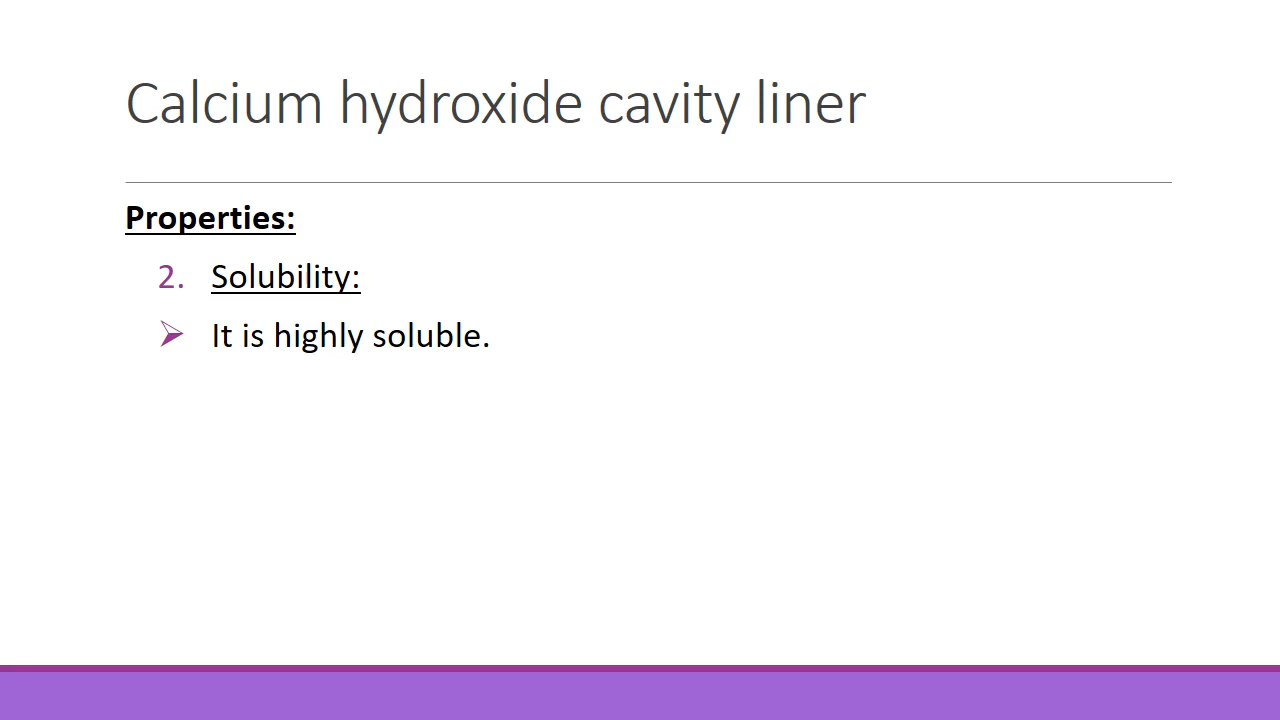 Calcium hydroxide cavity liner
Properties:
2. Solubility:
➢ It is highly soluble.